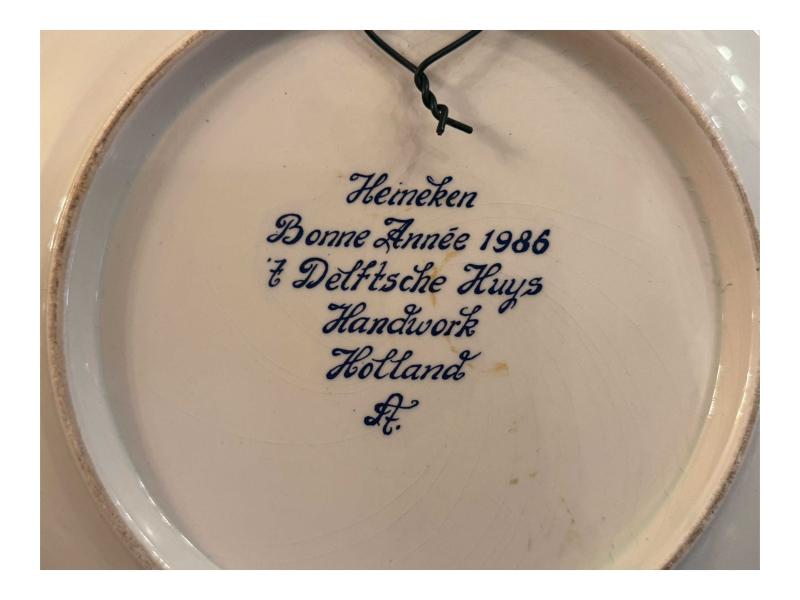 Heineken
Bonne Année 1986
't Delftsche Huys
Handwork
Holland